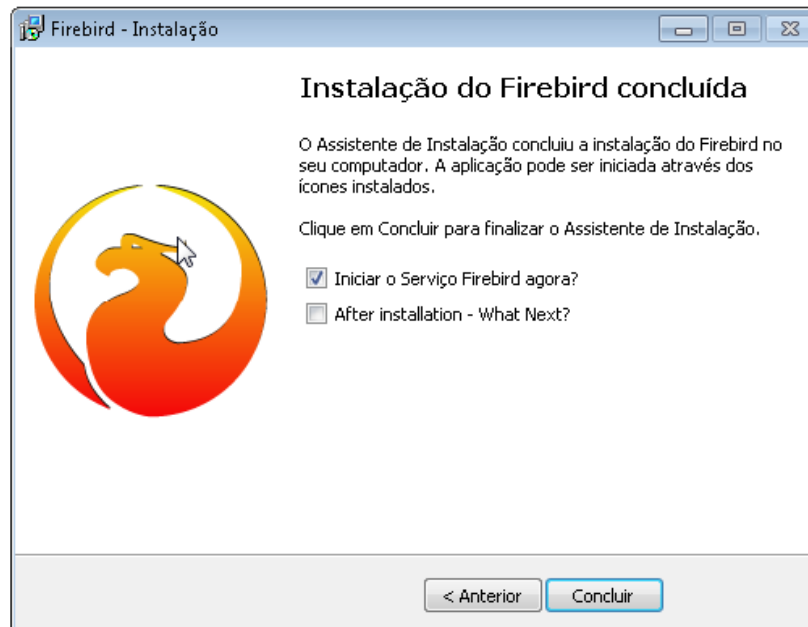 Firebird - Instalação
Instalação do Firebird concluída
O Assistente de Instalação concluiu a instalação do Firebird no
seu computador. A aplicação pode ser iniciada através dos
ícones instalados.
Clique em Concluir para finalizar o Assistente de Instalação.
Iniciar o Serviço Firebird agora?
After installation - What Next?
< Anterior
Concluir